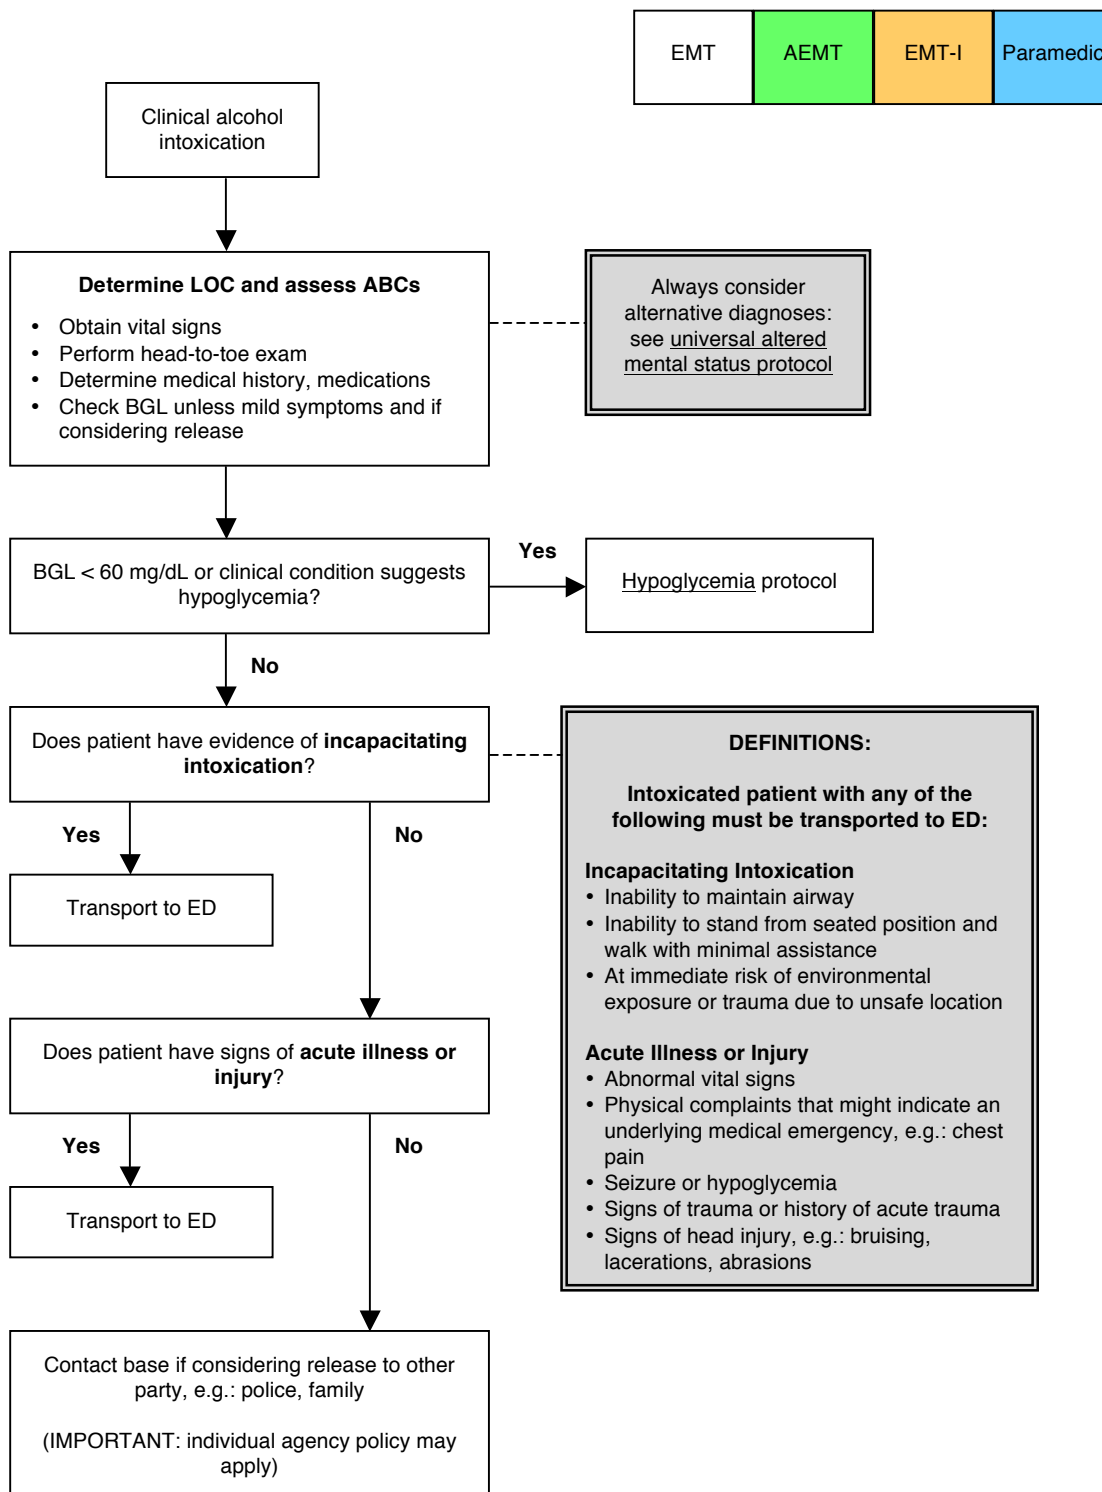 EMT
AEMT
EMT-I
Paramedic
Clinical alcohol
intoxication
Determine LOC and assess ABCs
• Obtain vital signs
• Perform head-to-toe exam
• Determine medical history, medications
• Check BGL unless mild symptoms and if
considering release
Always consider
alternative diagnoses:
see universal altered
mental status protocol
BGL < 60 mg/dL or clinical condition suggests
hypoglycemia?
Yes
Hypoglycemia protocol
No
Does patient have evidence of incapacitating
intoxication?
Yes
No
Transport to ED
DEFINITIONS:
Intoxicated patient with any of the
following must be transported to ED:
Incapacitating Intoxication
• Inability to maintain airway
• Inability to stand from seated position and
walk with minimal assistance
• At immediate risk of environmental
exposure or trauma due to unsafe location
Acute Illness or Injury
• Abnormal vital signs
• Physical complaints that might indicate an
underlying medical emergency, e.g.: chest
pain
• Seizure or hypoglycemia
• Signs of trauma or history of acute trauma
• Signs of head injury, e.g.: bruising,
lacerations, abrasions
Does patient have signs of acute illness or
injury?
Yes
No
Transport to ED
Contact base if considering release to other
party, e.g.: police, family
(IMPORTANT: individual agency policy may
apply)